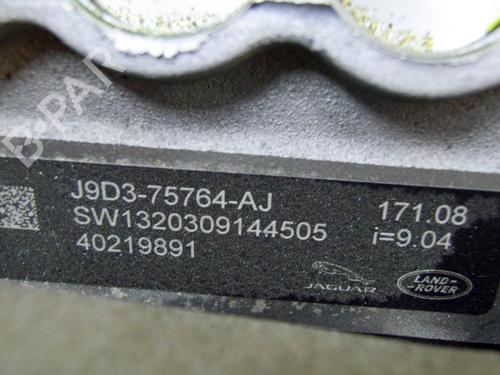 B-PARTS
J9D3-75764-AJ
SW1320309144505
40219891
171.08
i=9.04
JAGUAR
LAND-
-ROVER